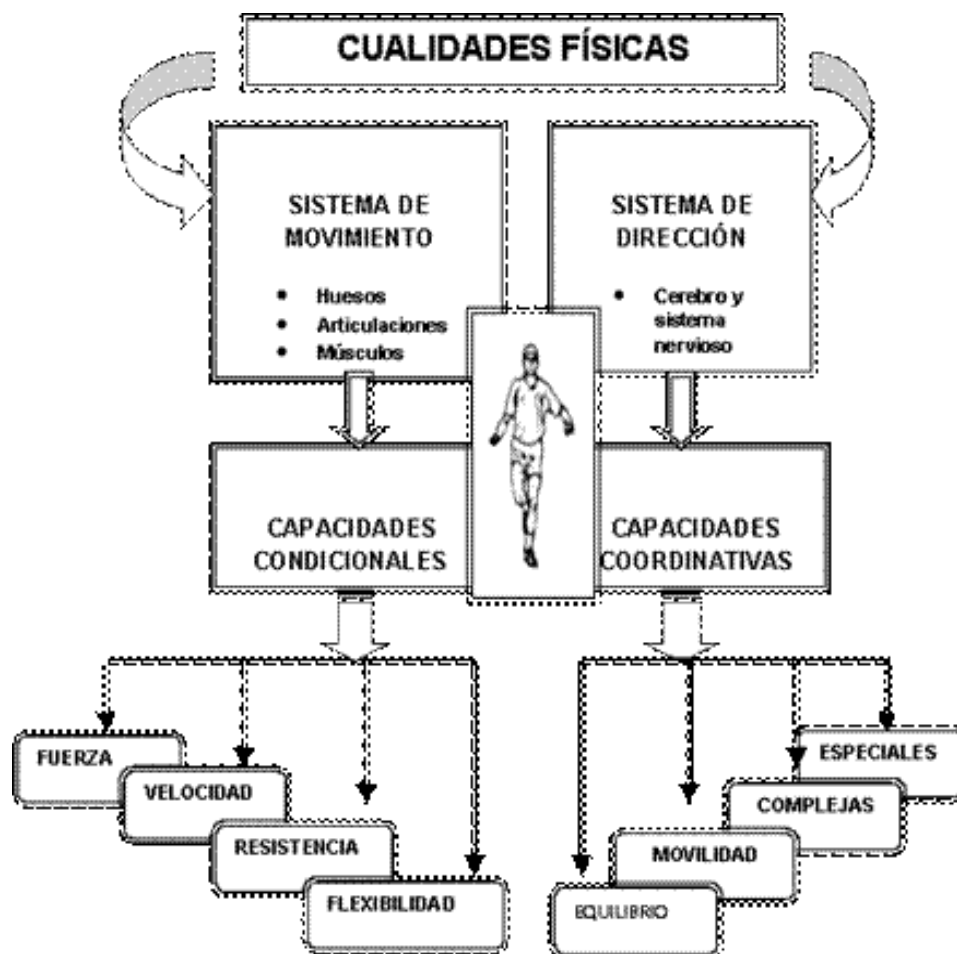 CUALIDADES FÍSICAS
SISTEMA DE
MOVIMIENTO
• Huesos
• Articulaciones
• Músculos
SISTEMA DE
DIRECCIÓN
• Cerebro y
sistema
nervioso
CAPACIDADES
CONDICIONALES
CAPACIDADES
COORDINATIVAS
FUERZA
VELOCIDAD
RESISTENCIA
FLEXIBILIDAD
ESPECIALES
COMPLEJAS
MOVILIDAD
EQUILIBRIO